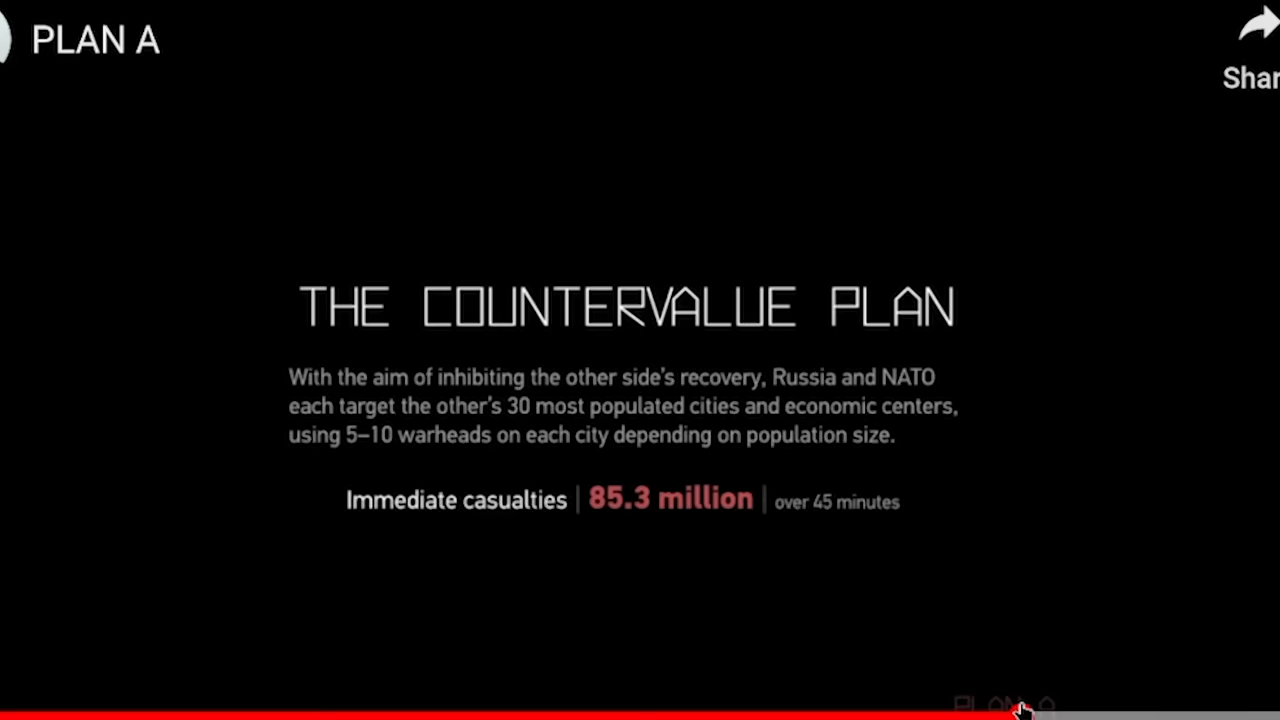 PLAN A
Shar
THE COUNTERVALUE PLAN
With the aim of inhibiting the other side's recovery, Russia and NATO
each target the other's 30 most populated cities and economic centers,
using 5–10 warheads on each city depending on population size.
Immediate casualties | 85.3 million | over 45 minutes
PLAN A